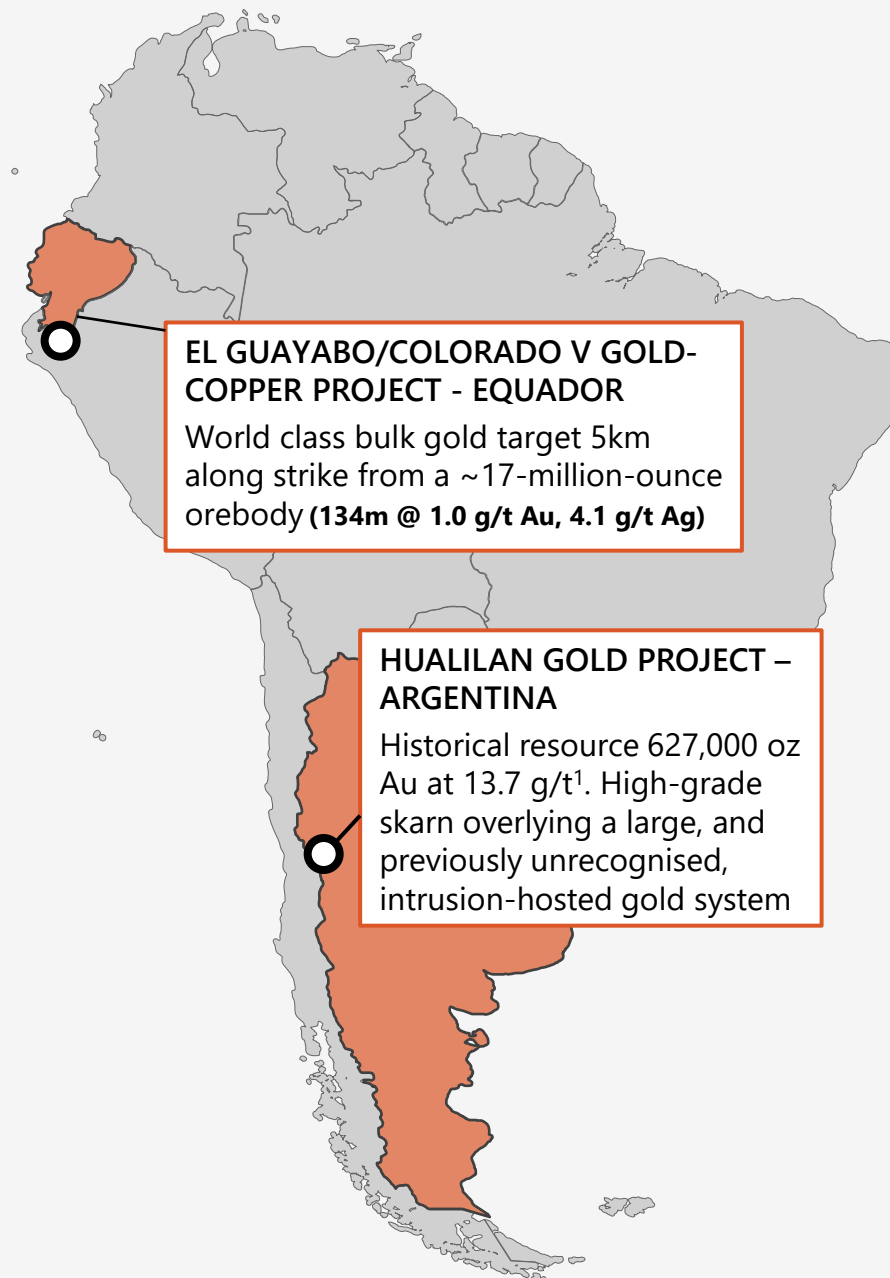 EL GUAYABO/COLORADO V GOLD-
COPPER PROJECT - EQUADOR
World class bulk gold target 5km
along strike from a ~17-million-ounce
orebody (134m @ 1.0 g/t Au, 4.1 g/t Ag)
HUALILAN GOLD PROJECT –
ARGENTINA
Historical resource 627,000 oz
Au at 13.7 g/t¹. High-grade
skarn overlying a large, and
previously unrecognised,
intrusion-hosted gold system